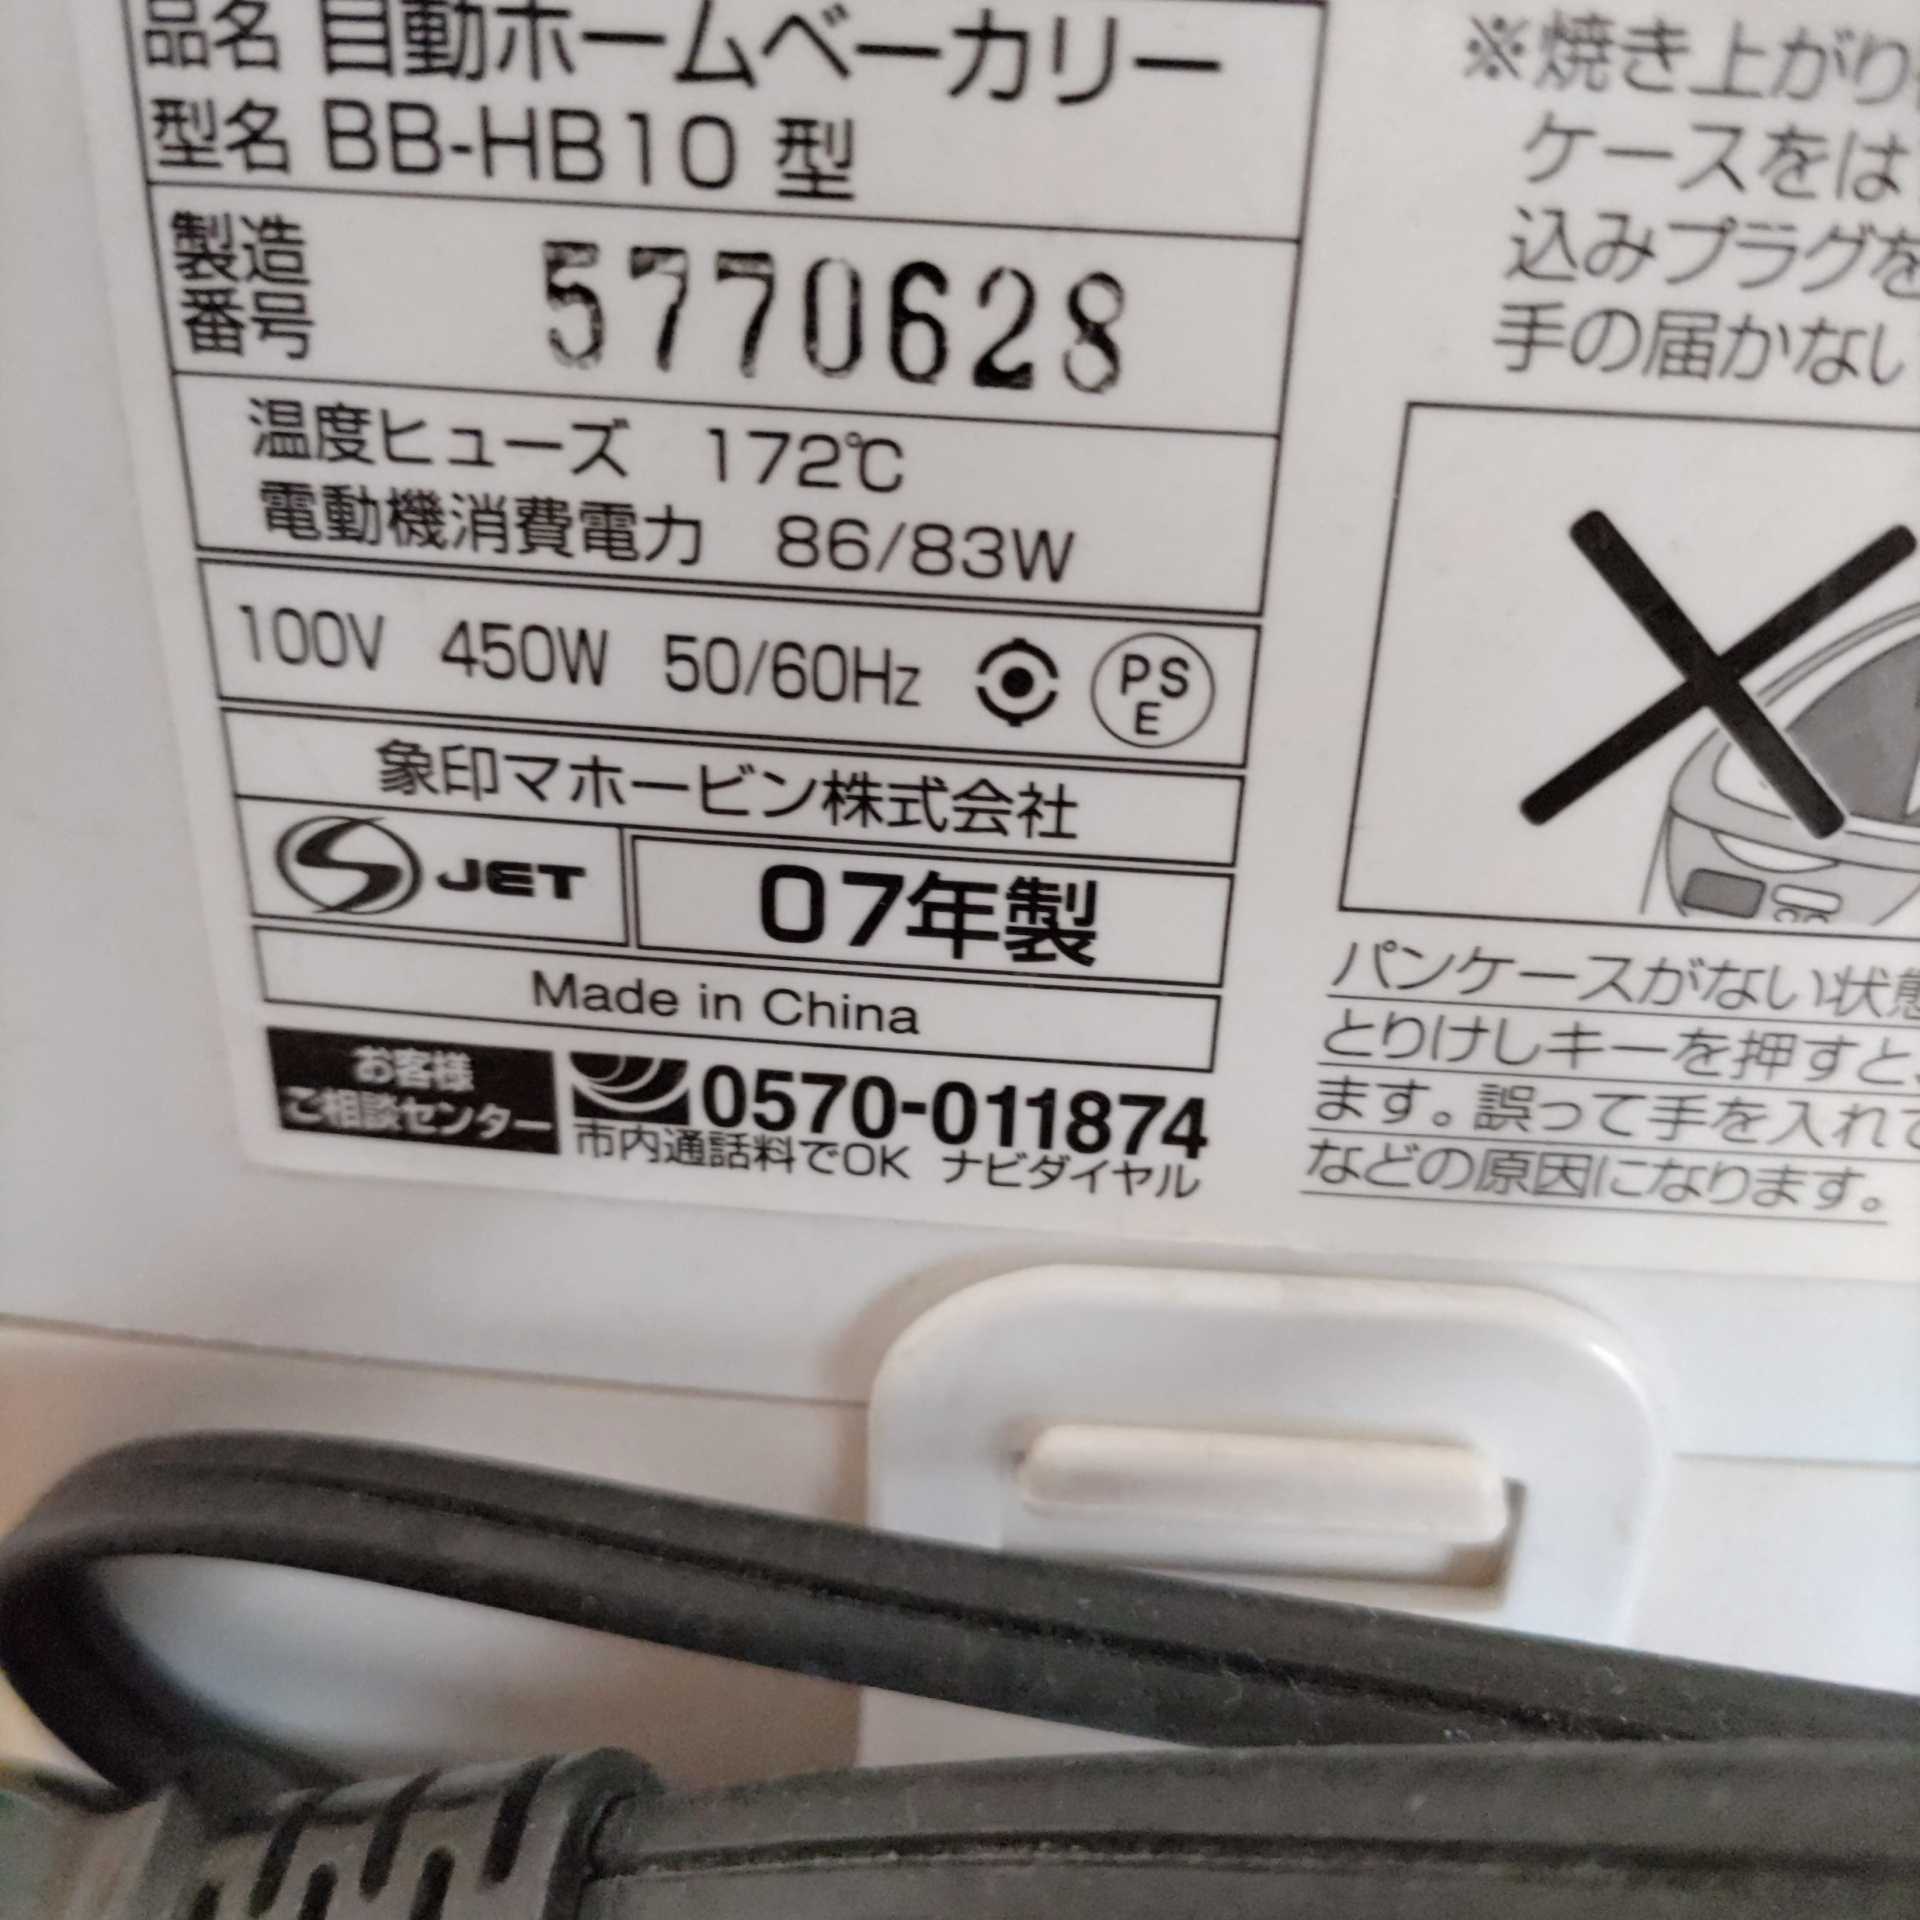 品名 自動ホームベーカリー
型名 BB-HB10 型
製造
番号
5770628
温度ヒューズ 172℃
電動機消費電力 86/83W
100V 450W 50/60Hz
PS
E
象印マホービン株式会社
S JET
07年製
Made in China
お客様
ご相談センター
0570-011874
市内通話料でOK ナビダイヤル
※焼き上がり
ケースをは
込みプラグを
手の届かない
パンケースがない状態
とりけしキーを押すと、
ます。誤って手を入れて
などの原因になります。